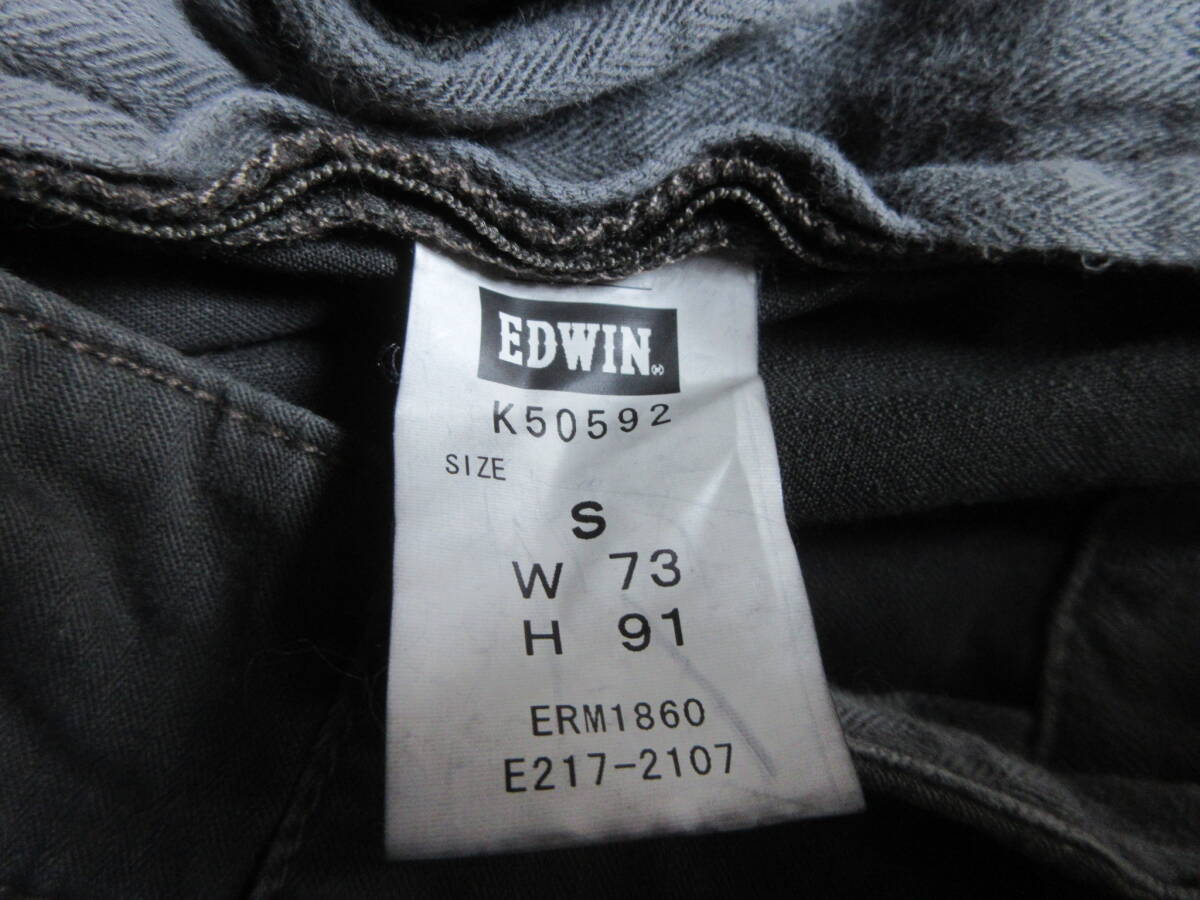 EDWIN
K50592
SIZE
S
W 73
H 91
ERM1860
E217-2107